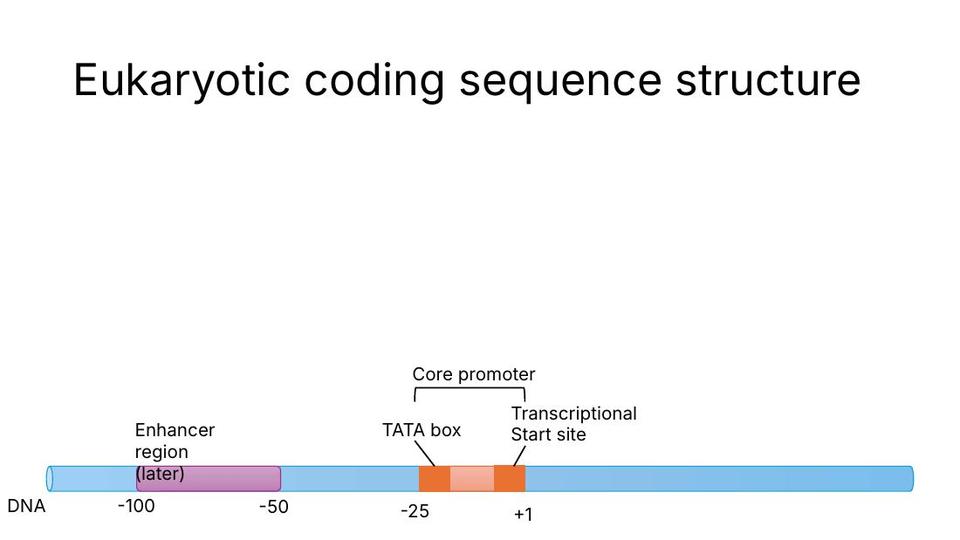 Eukaryotic coding sequence structure
Core promoter
Transcriptional
Start site
TATA box
Enhancer
region
(later)
DNA
-100
-50
-25
+1